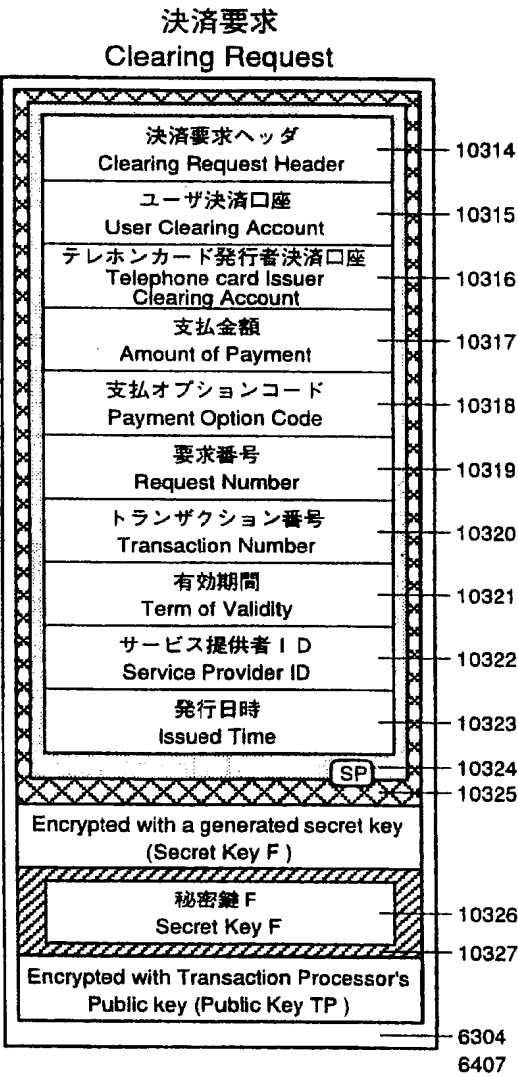 決済要求
Clearing Request
決済要求ヘッダ
Clearing Request Header
10314
ユーザ決済口座
User Clearing Account
10315
テレホンカード発行者決済口座
Telephone card Issuer
Clearing Account
10316
支払金額
Amount of Payment
10317
支払オプションコード
Payment Option Code
10318
要求番号
Request Number
10319
トランザクション番号
Transaction Number
10320
有効期間
Term of Validity
10321
サービス提供者ID
Service Provider ID
10322
発行日時
Issued Time
10323
SP
10324
10325
Encrypted with a generated secret key
(Secret Key F )
秘密鍵F
Secret Key F
10326
10327
Encrypted with Transaction Processor's
Public key (Public Key TP )
6304
6407